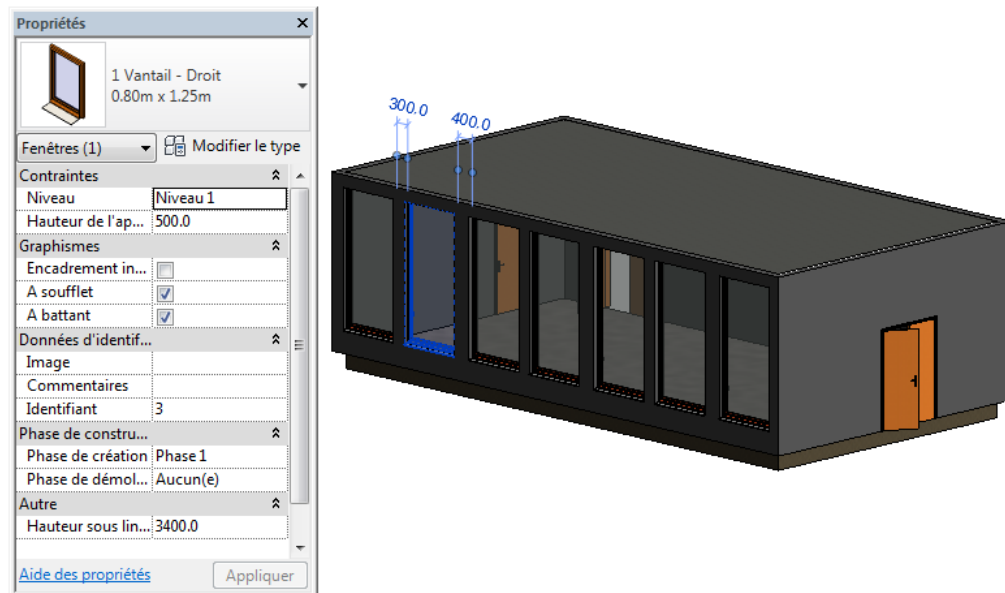 Propriétés
1 Vantail - Droit
0.80m x 1.25m
Fenêtres (1)
Modifier le type
Contraintes
Niveau Niveau 1
Hauteur de l'ap... 500.0
Graphismes
Encadrement in...
A soufflet
A battant
Données d'identif...
Image
Commentaires
Identifiant 3
Phase de constru...
Phase de création Phase 1
Phase de démol... Aucun(e)
Autre
Hauteur sous lin... 3400.0
Aide des propriétés
Appliquer
300.0
400.0